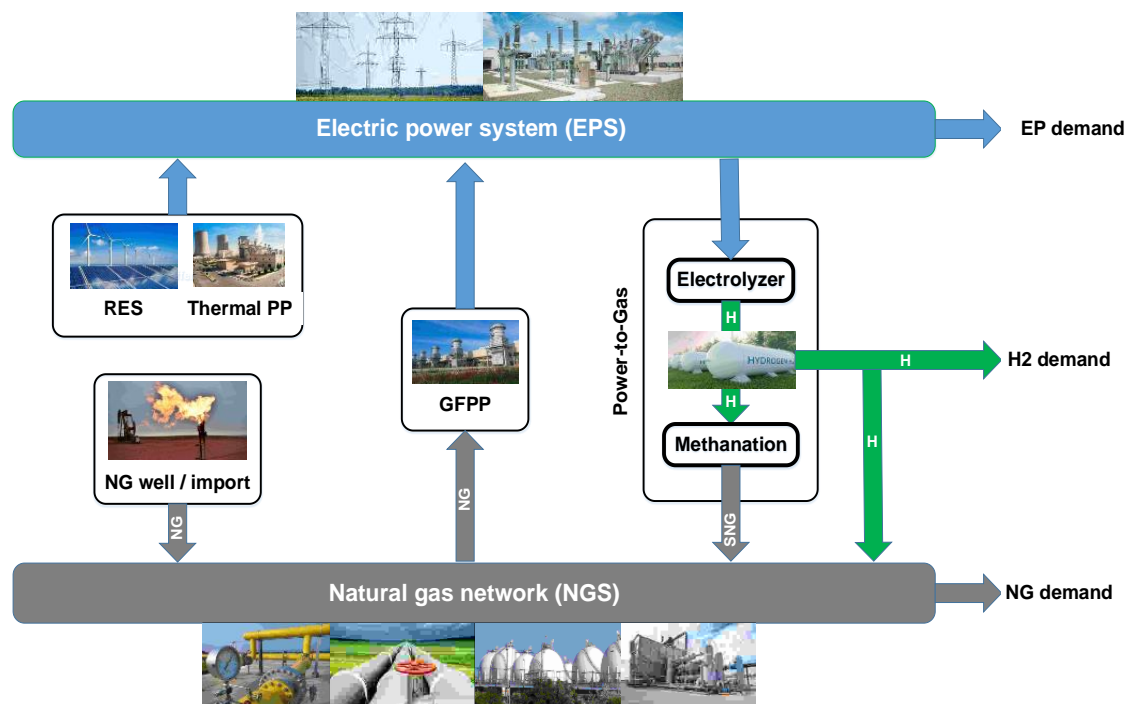 Electric power system (EPS)
EP demand
RES
Thermal PP
Power-to-Gas
Electrolyzer
H
HYDROGEN
H
H2 demand
H
GFPP
H
Methanation
NG well / import
NG
NG
SNG
Natural gas network (NGS)
NG demand